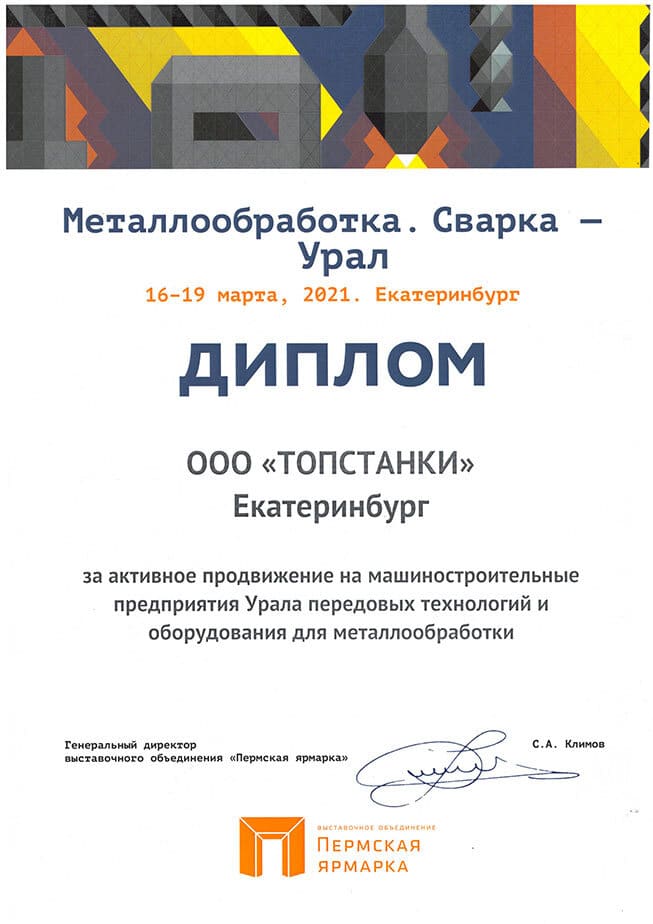 Металлообработка. Сварка –
Урал
16–19 марта, 2021. Екатеринбург
ДИПЛОМ
ООО «ТОПСТАНКИ»
Екатеринбург
за активное продвижение на машиностроительные
предприятия Урала передовых технологий и
оборудования для металлообработки
Генеральный директор
выставочного объединения «Пермская ярмарка»
С.А. Климов
ВЫСТАВОЧНОЕ ОБЪЕДИНЕНИЕ
ПЕРМСКАЯ
ЯРМАРКА